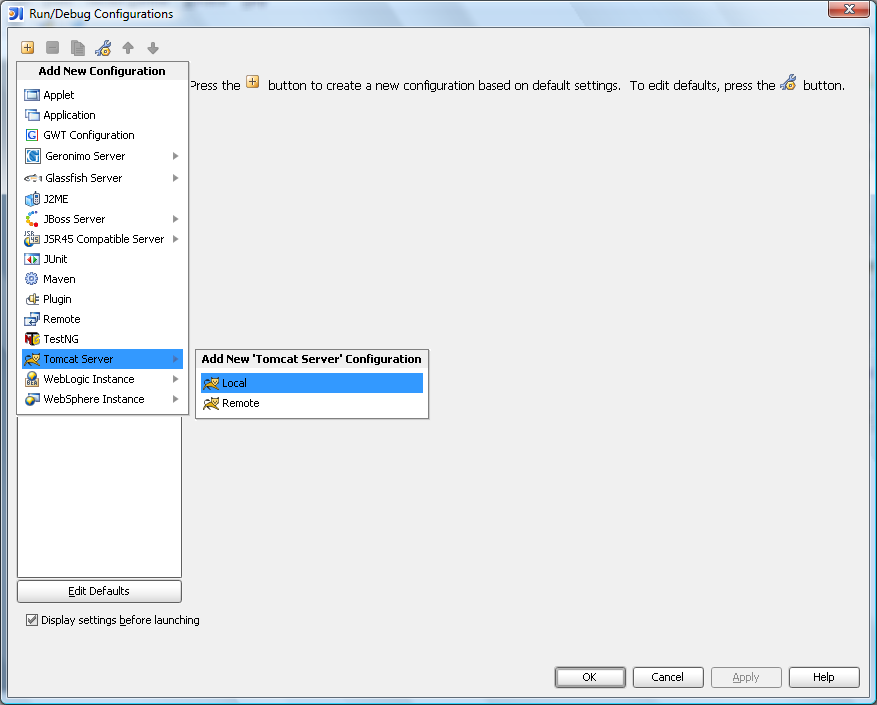 Run/Debug Configurations
Add New Configuration
Press the button to create a new configuration based on default settings. To edit defaults, press the button.
Applet
Application
GWT Configuration
Geronimo Server
Glassfish Server
J2ME
JBoss Server
JSR45 Compatible Server
JUnit
Maven
Plugin
Remote
TestNG
Tomcat Server
WebLogic Instance
WebSphere Instance
Add New 'Tomcat Server' Configuration
Local
Remote
Edit Defaults
Display settings before launching
OK Cancel Apply Help